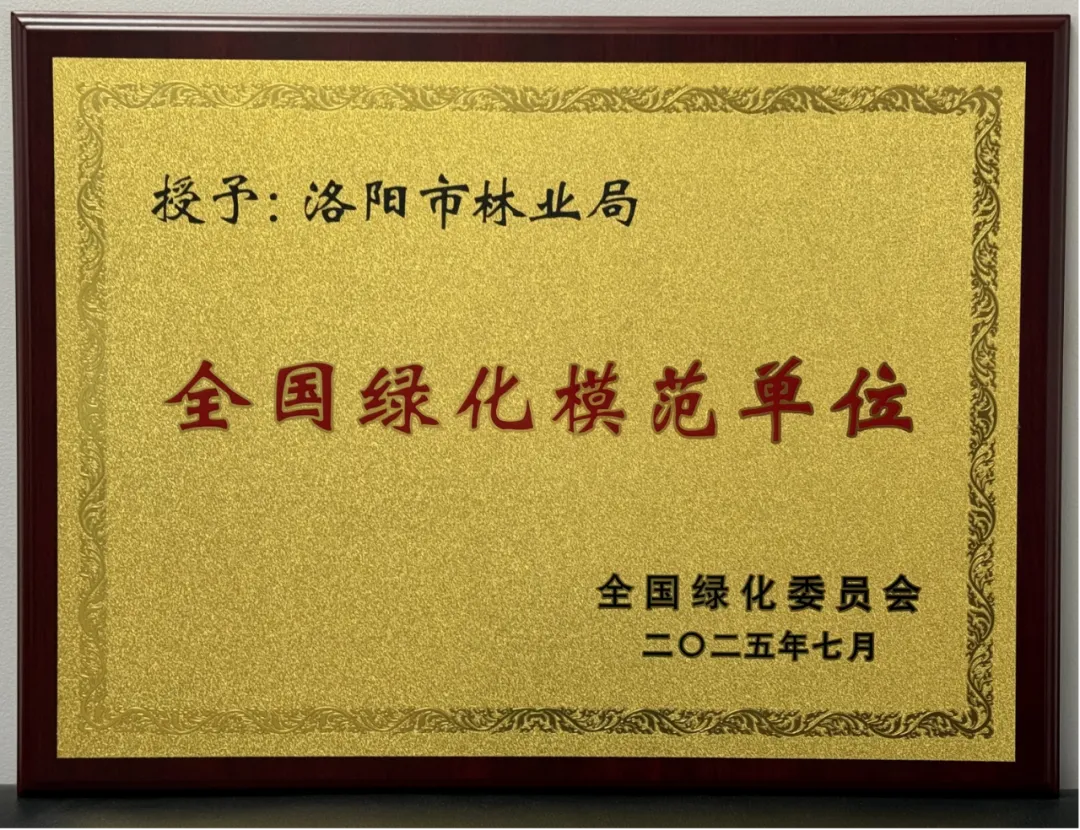 授予：洛阳市林业局
全国绿化模范单位
全国绿化委员会
二〇二五年七月